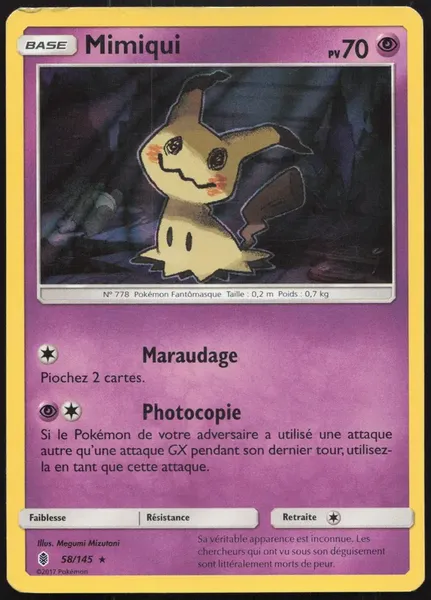 BASE Mimiqui PV70
N° 778 Pokémon Fantômasque Taille : 0,2 m Poids : 0,7 kg
Maraudage
Piochez 2 cartes.
Photocopie
Si le Pokémon de votre adversaire a utilisé une attaque
autre qu'une attaque GX pendant son dernier tour, utilisez-
la en tant que cette attaque.
Faiblesse Résistance Retraite
Illus. Megumi Mizutani
58/145 ★
©2017 Pokémon
Sa véritable apparence est inconnue. Les
chercheurs qui ont vu sous son déguisement
sont littéralement morts de peur.